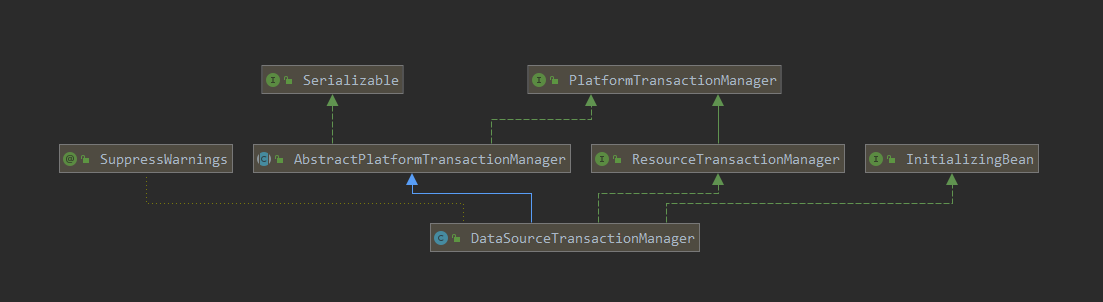 Serializable
PlatformTransactionManager
SuppressWarnings
AbstractPlatformTransactionManager
ResourceTransactionManager
InitializingBean
DataSourceTransactionManager